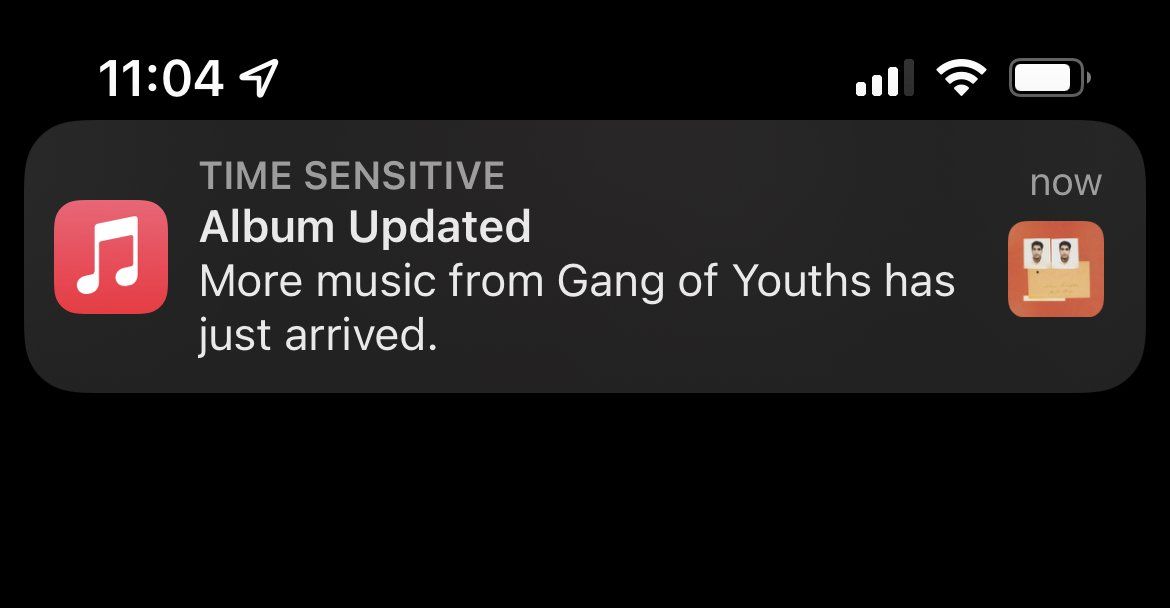 11:04
TIME SENSITIVE
now
Album Updated
More music from Gang of Youths has
just arrived.